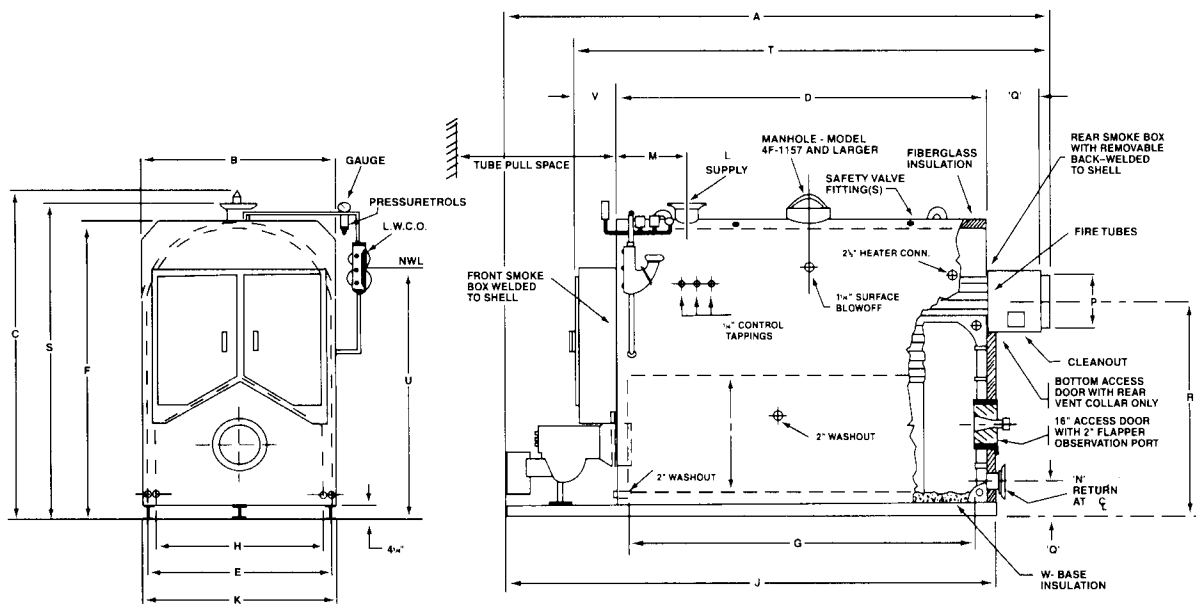 A
T
V
D
'Q'
B
GAUGE
PRESSURETROLS
L.W.C.O.
NWL
C
S
F
U
H
E
K
4¼"
TUBE PULL SPACE
M
L
SUPPLY
MANHOLE - MODEL
4F-1157 AND LARGER
SAFETY VALVE
FITTING(S)
FIBERGLASS
INSULATION
REAR SMOKE BOX
WITH REMOVABLE
BACK-WELDED
TO SHELL
FIRE TUBES
2½" HEATER CONN.
FRONT SMOKE
BOX WELDED
TO SHELL
1¼" SURFACE
BLOWOFF
CONTROL
TAPPINGS
P
R
CLEANOUT
BOTTOM ACCESS
DOOR WITH REAR
VENT COLLAR ONLY
16" ACCESS DOOR
WITH 2" FLAPPER
OBSERVATION PORT
2" WASHOUT
2" WASHOUT
'N'
RETURN
AT ℄
G
'Q'
J
W- BASE
INSULATION